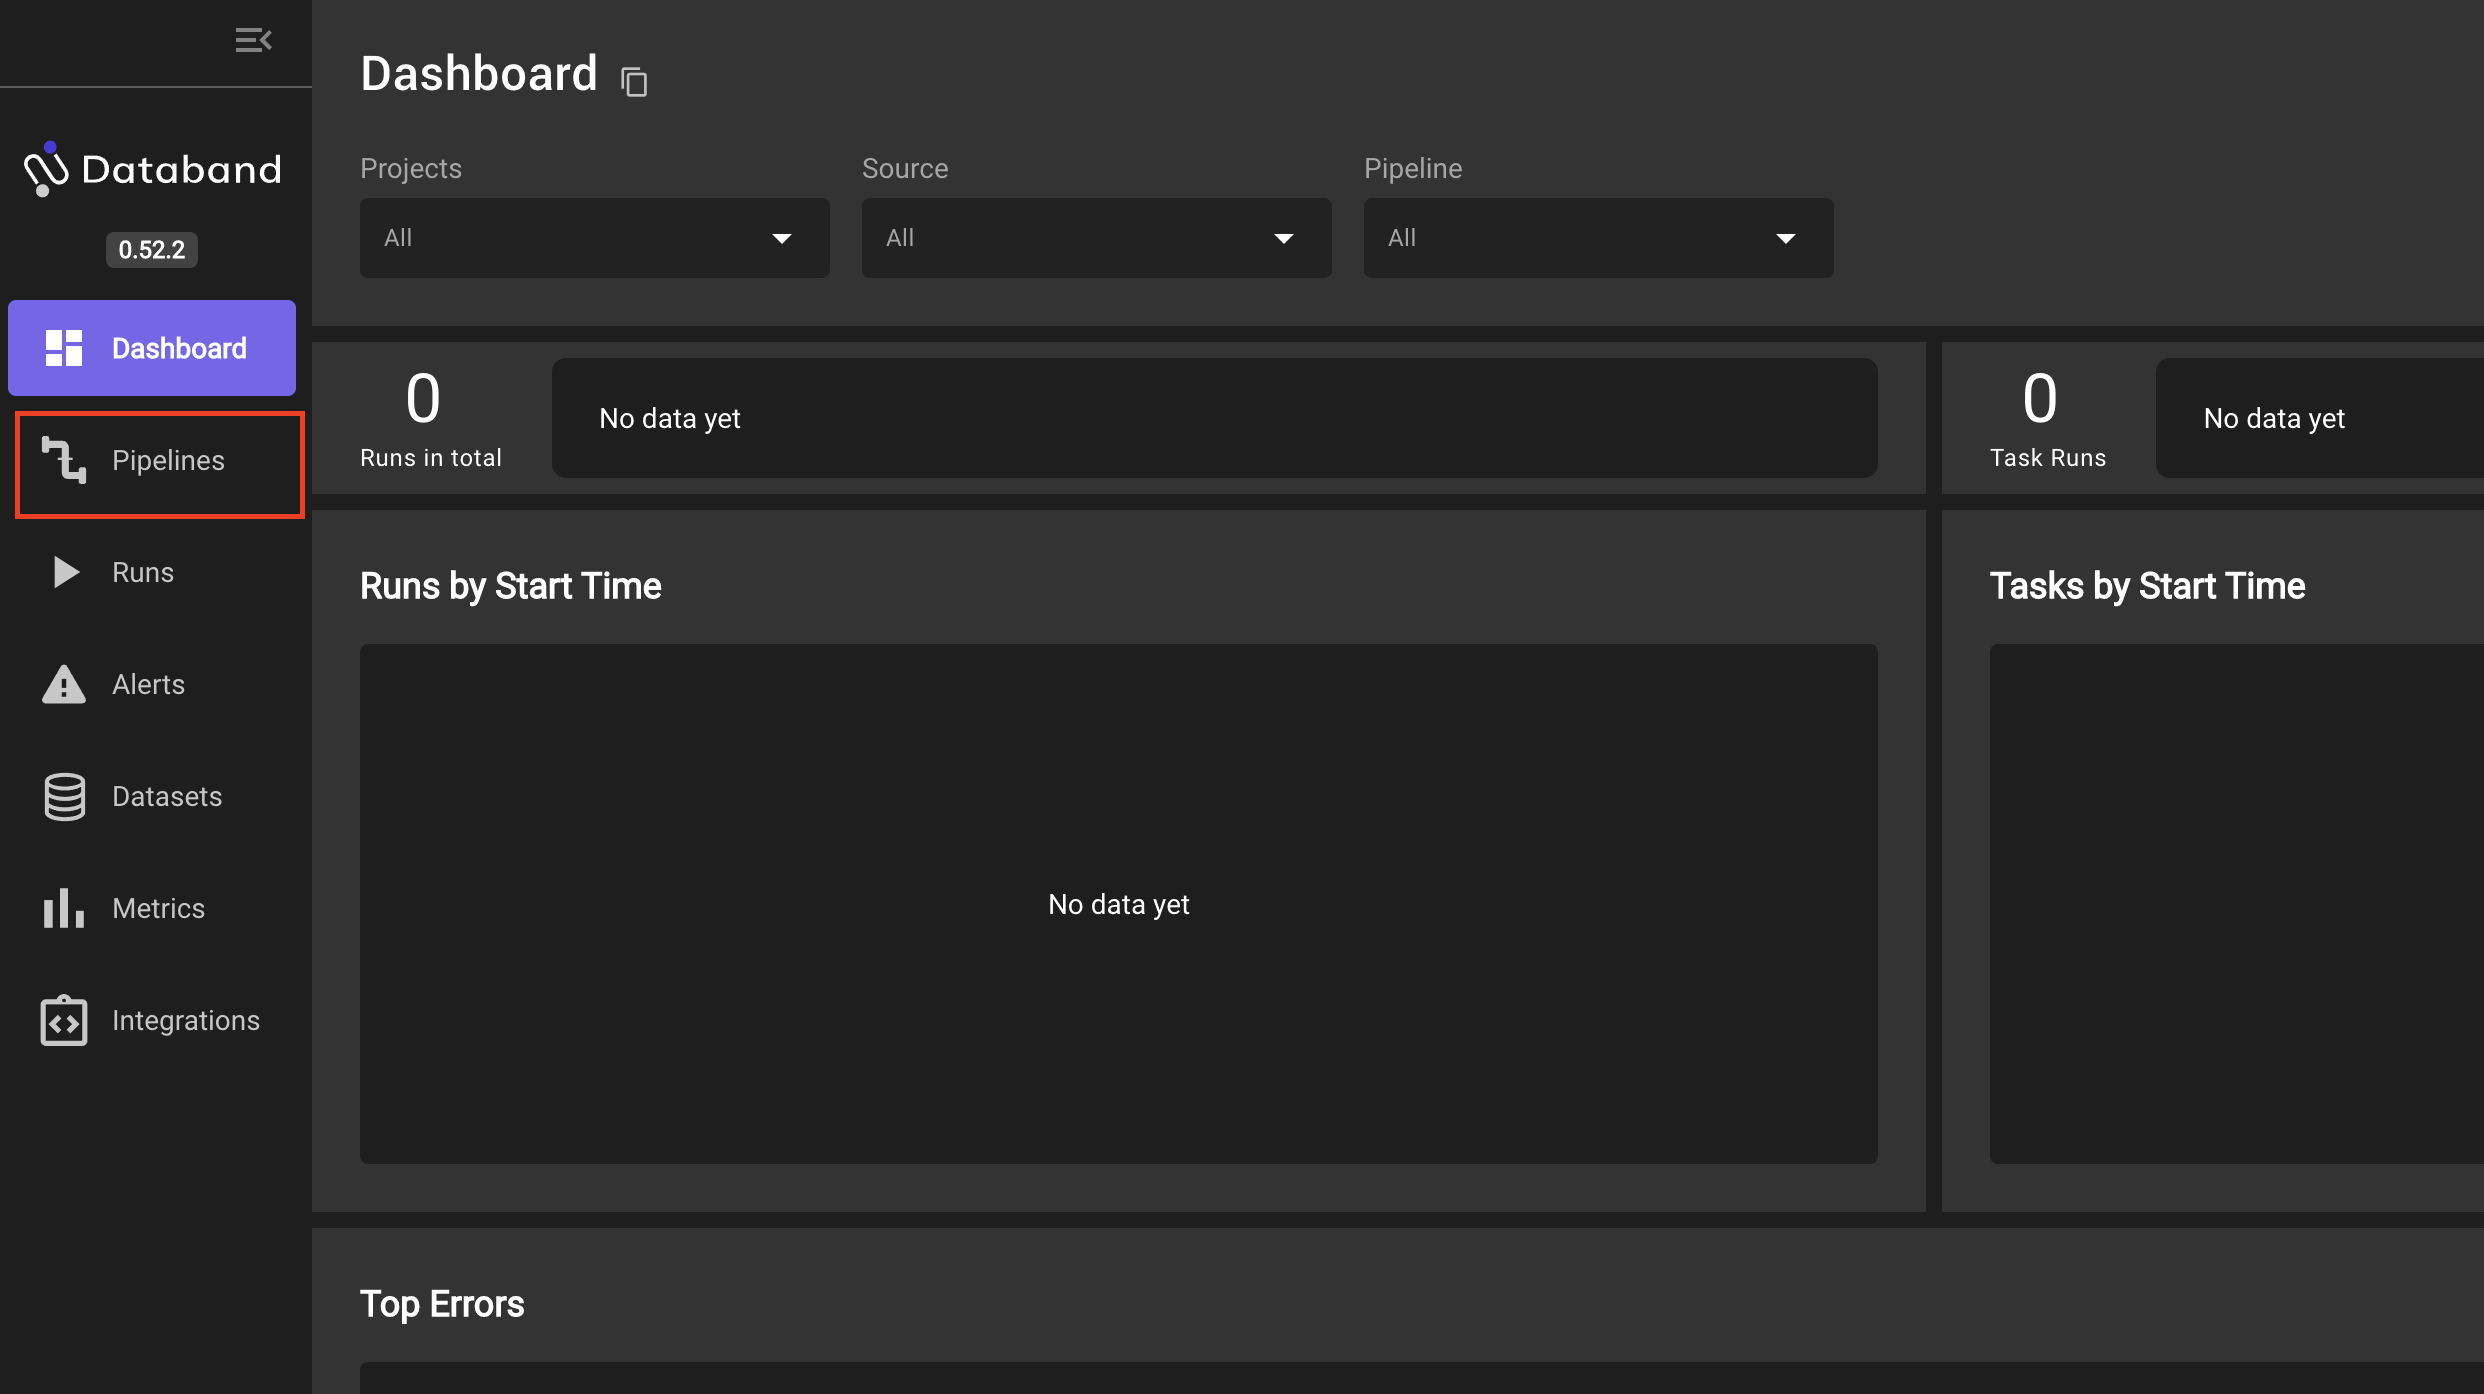 Databand
0.52.2
Dashboard
Pipelines
Runs
Alerts
Datasets
Metrics
Integrations
Dashboard
Projects
Source
Pipeline
All
All
All
0
Runs in total
No data yet
0
Task Runs
No data yet
Runs by Start Time
No data yet
Tasks by Start Time
Top Errors